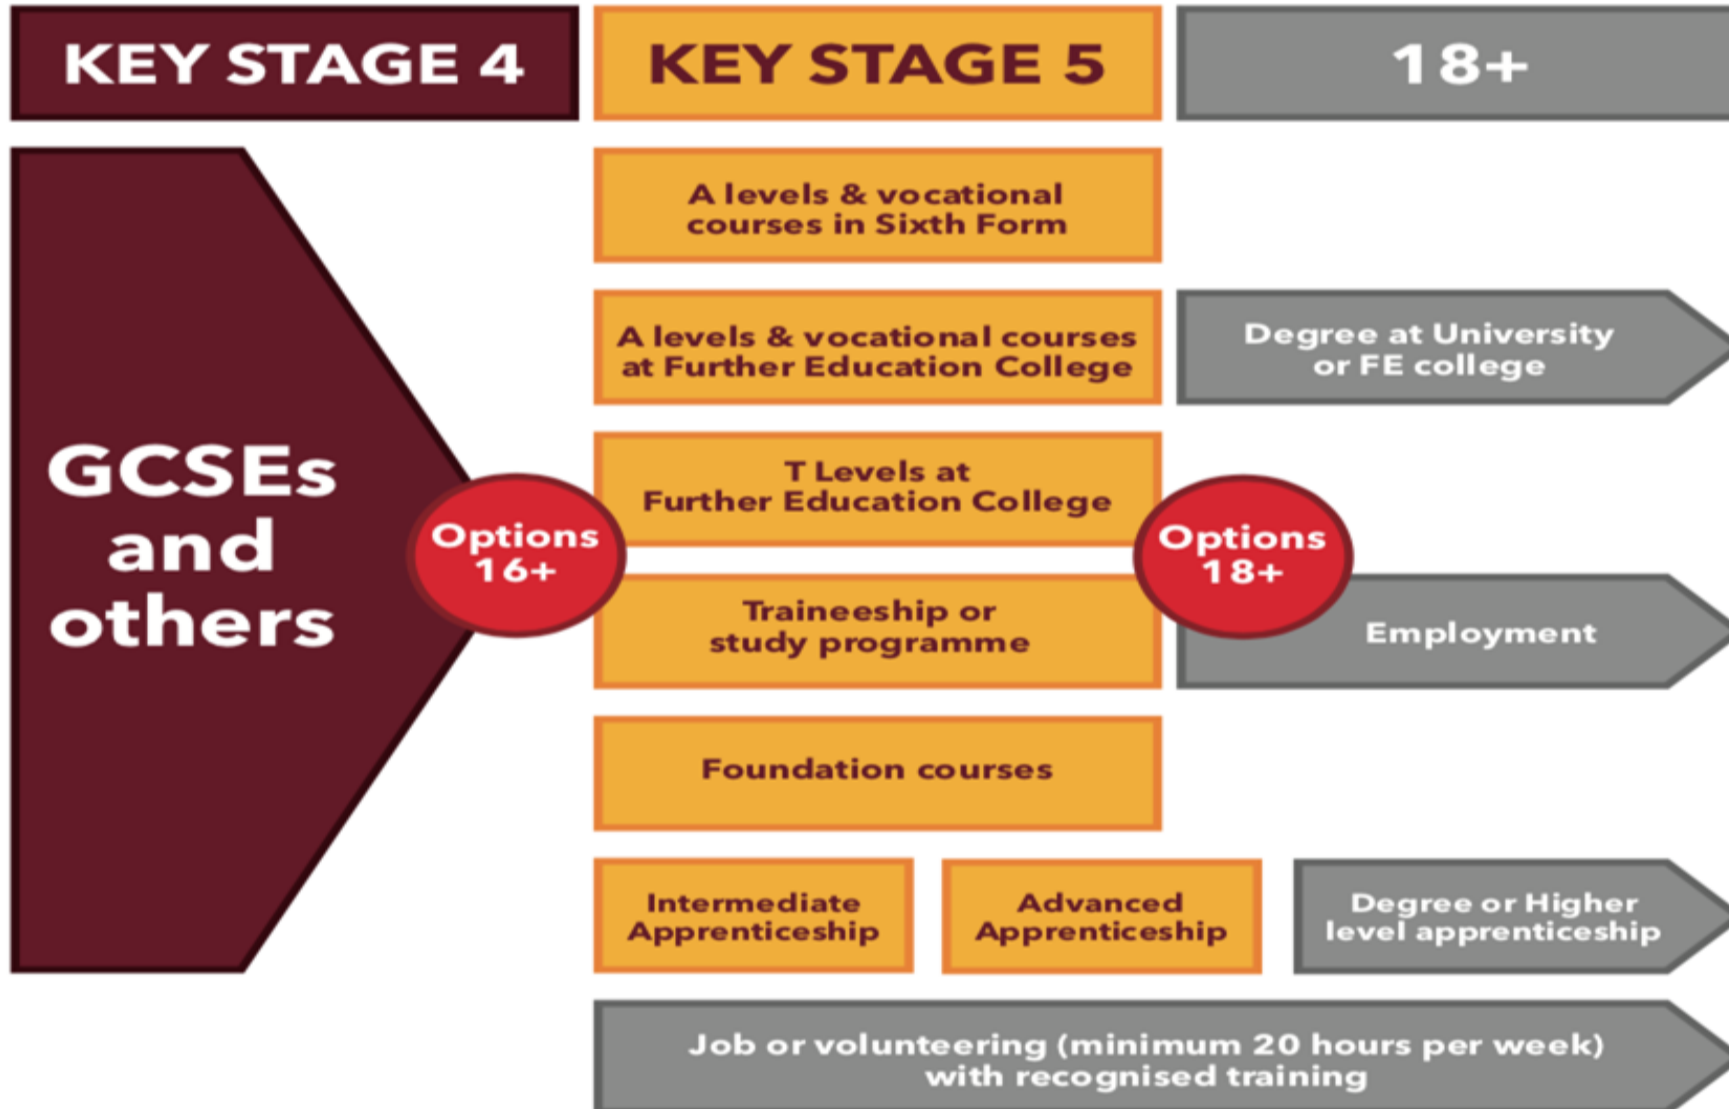 KEY STAGE 4
KEY STAGE 5
18+
GCSEs
and
others
Options
16+
A levels & vocational
courses in Sixth Form
A levels & vocational courses
at Further Education College
T Levels at
Further Education College
Traineeship or
study programme
Foundation courses
Intermediate
Apprenticeship
Advanced
Apprenticeship
Options
18+
Degree at University
or FE college
Employment
Degree or Higher
level apprenticeship
Job or volunteering (minimum 20 hours per week)
with recognised training